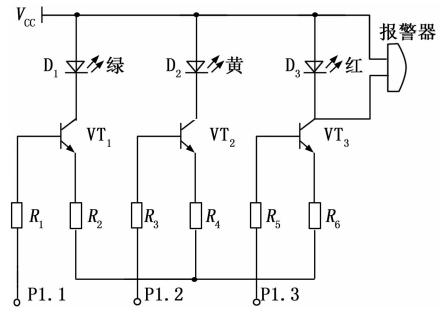 V_CC
报警器
D₁ 绿 D₂ 黄 D₃ 红
VT₁ VT₂ VT₃
R₁ R₂ R₃ R₄ R₅ R₆
P1.1 P1.2 P1.3